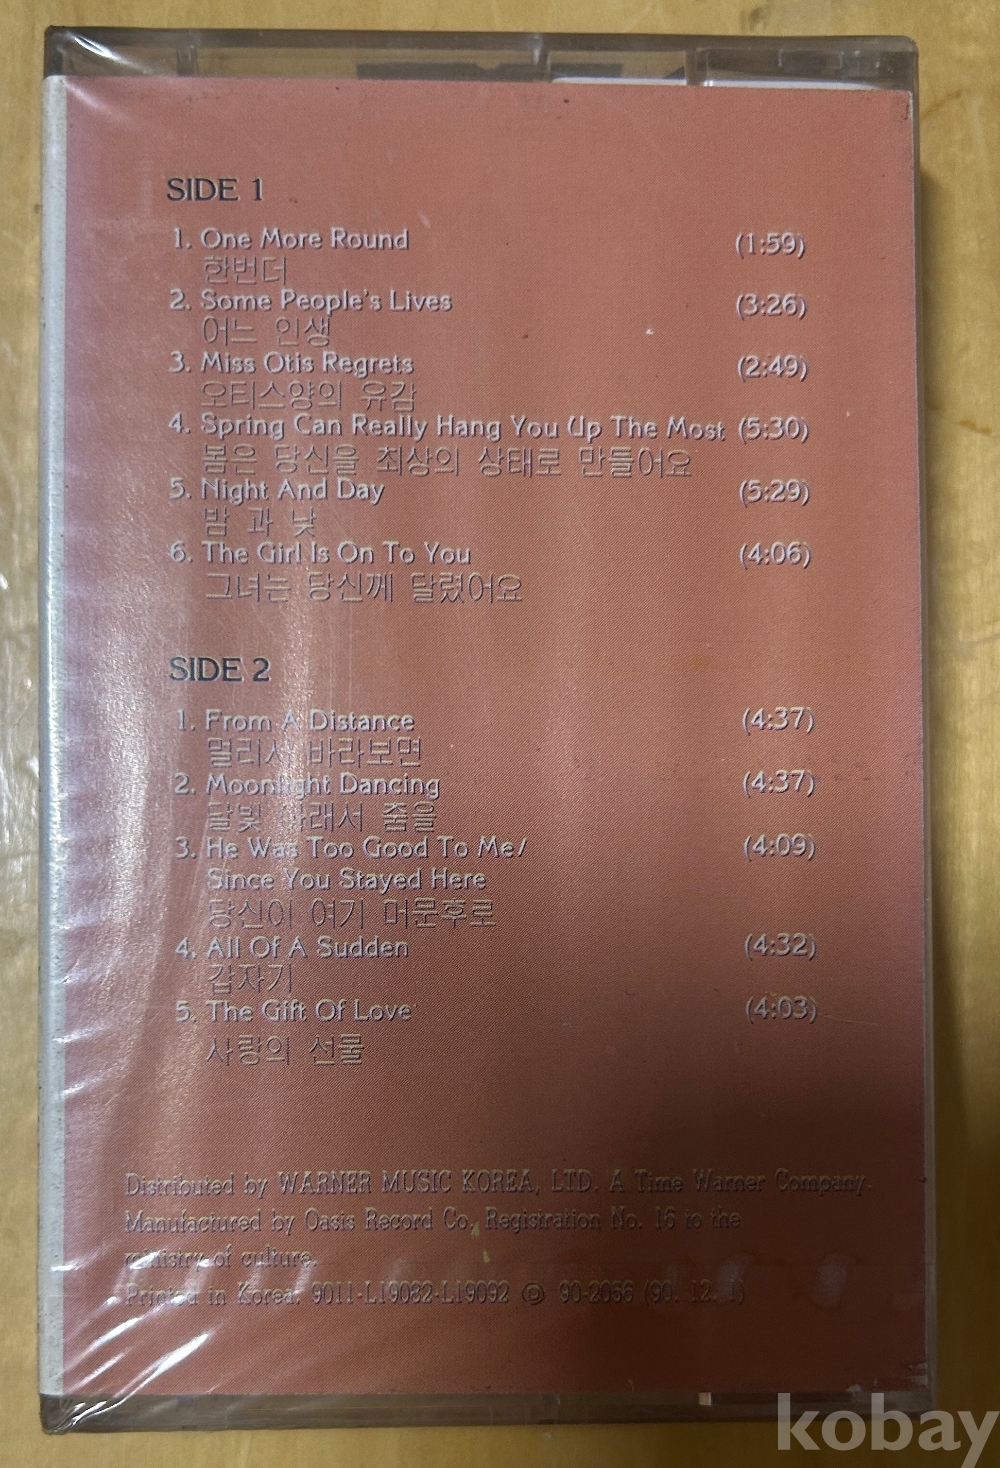 SIDE 1
1. One More Round (1:59)
한번더
2. Some People's Lives (3:26)
어느 인생
3. Miss Otis Regrets (2:49)
오티스양의 유감
4. Spring Can Really Hang You Up The Most (5:30)
봄은 당신을 최상의 상태로 만들어요
5. Night And Day (5:29)
밤 과 낮
6. The Girl Is On To You (4:06)
그녀는 당신께 달렸어요
SIDE 2
1. From A Distance (4:37)
멀리서 바라보면
2. Moonlight Dancing (4:37)
달빛 아래서 춤을
3. He Was Too Good To Me/ (4:09)
Since You Stayed Here
당신이 여기 머문후로
4. All Of A Sudden (4:32)
갑자기
5. The Gift Of Love (4:03)
사랑의 선물
Distributed by WARNER MUSIC KOREA, LTD. A Time Warner Company.
Manufactured by Oasis Record Co, Registration No. 16 to the
ministry of culture.
Printed in Korea. 9011-L19082-L19092 ⓟ 90-2056 (90. 12.
kobay